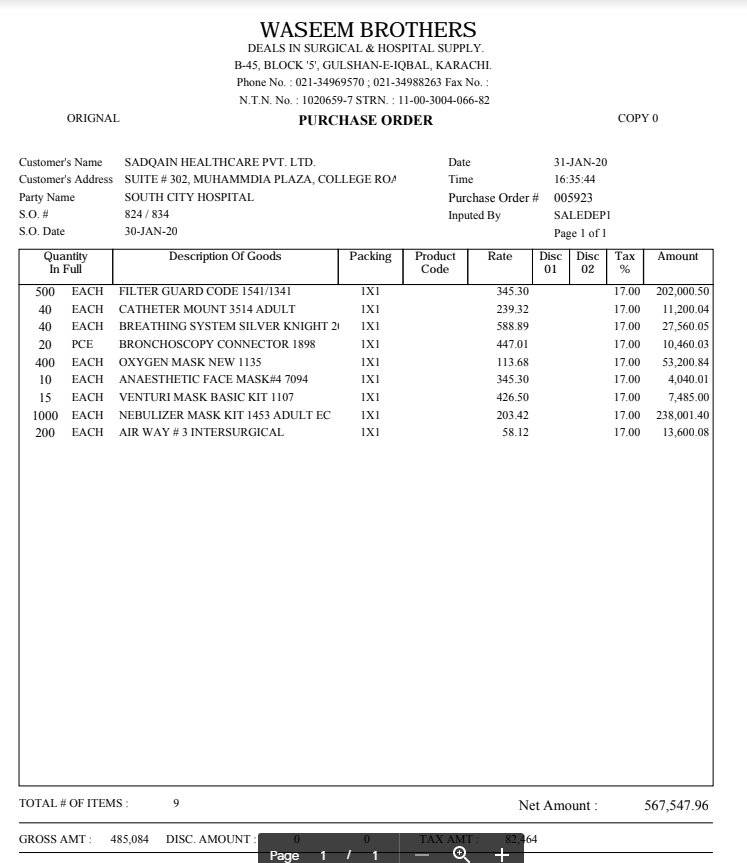 WASEEM BROTHERS
DEALS IN SURGICAL & HOSPITAL SUPPLY.
B-45, BLOCK '5', GULSHAN-E-IQBAL, KARACHI.
Phone No. : 021-34969570 ; 021-34988263 Fax No. :
N.T.N. No. : 1020659-7 STRN. : 11-00-3004-066-82
ORIGNAL PURCHASE ORDER COPY 0
Customer's Name SADQAIN HEALTHCARE PVT. LTD. Date 31-JAN-20
Customer's Address SUITE # 302, MUHAMMDIA PLAZA, COLLEGE ROA Time 16:35:44
Party Name SOUTH CITY HOSPITAL Purchase Order # 005923
S.O. # 824 / 834 Inputed By SALEDEP1
S.O. Date 30-JAN-20 Page 1 of 1
Quantity Description Of Goods Packing Product Rate Disc Disc Tax Amount
In Full Code 01 02 %
500 EACH FILTER GUARD CODE 1541/1341 1X1 345.30 17.00 202,000.50
40 EACH CATHETER MOUNT 3514 ADULT 1X1 239.32 17.00 11,200.04
40 EACH BREATHING SYSTEM SILVER KNIGHT 20 1X1 588.89 17.00 27,560.05
20 PCE BRONCHOSCOPY CONNECTOR 1898 1X1 447.01 17.00 10,460.03
400 EACH OXYGEN MASK NEW 1135 1X1 113.68 17.00 53,200.84
10 EACH ANAESTHETIC FACE MASK#4 7094 1X1 345.30 17.00 4,040.01
15 EACH VENTURI MASK BASIC KIT 1107 1X1 426.50 17.00 7,485.00
1000 EACH NEBULIZER MASK KIT 1453 ADULT EC 1X1 203.42 17.00 238,001.40
200 EACH AIR WAY # 3 INTERSURGICAL 1X1 58.12 17.00 13,600.08
TOTAL # OF ITEMS : 9 Net Amount : 567,547.96
GROSS AMT : 485,084 DISC. AMOUNT : 0 0 TAX AMT : 82,464
Page 1 / 1